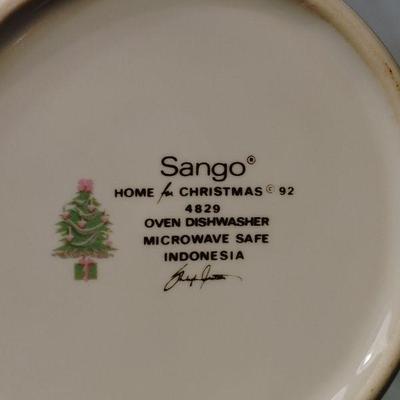 Sango®
HOME for CHRISTMAS © 92
4829
OVEN DISHWASHER
MICROWAVE SAFE
INDONESIA